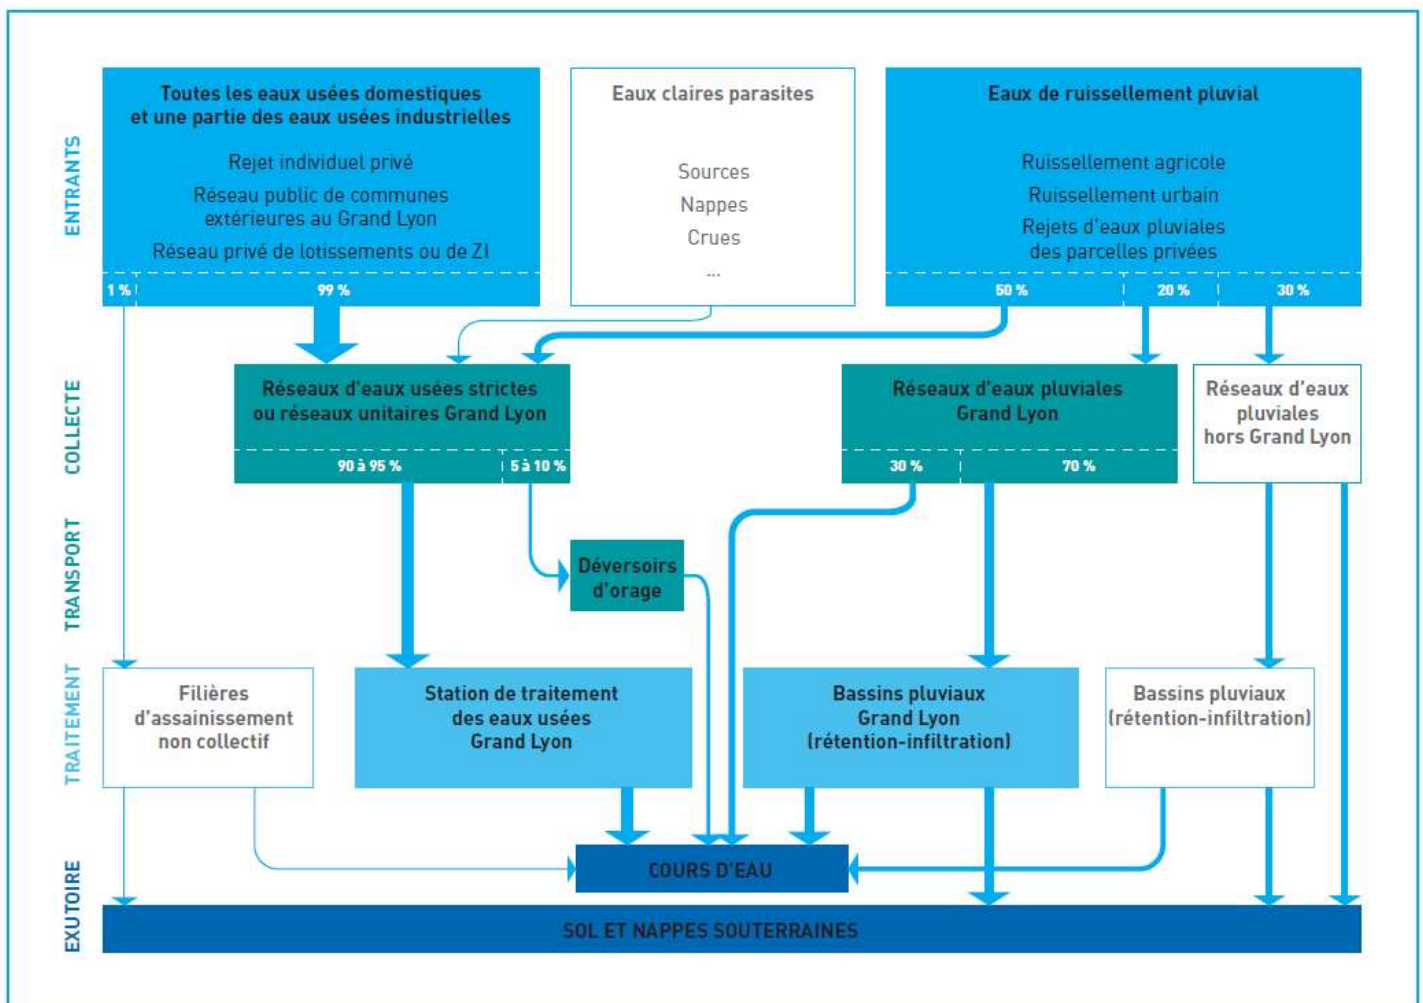 ENTRANTS
Toutes les eaux usées domestiques
et une partie des eaux usées industrielles
Rejet individuel privé
Réseau public de communes
extérieures au Grand Lyon
Réseau privé de lotissements ou de ZI
1 %
99 %
Eaux claires parasites
Sources
Nappes
Crues
...
Eaux de ruissellement pluvial
Ruissellement agricole
Ruissellement urbain
Rejets d'eaux pluviales
des parcelles privées
50 %
20 %
30 %
COLLECTE
Réseaux d'eaux usées strictes
ou réseaux unitaires Grand Lyon
90 à 95 %
5 à 10 %
Réseaux d'eaux pluviales
Grand Lyon
30 %
70 %
Réseaux d'eaux
pluviales
hors Grand Lyon
TRANSPORT
Déversoirs
d'orage
TRAITEMENT
Filières
d'assainissement
non collectif
Station de traitement
des eaux usées
Grand Lyon
Bassins pluviaux
Grand Lyon
(rétention-infiltration)
Bassins pluviaux
(rétention-infiltration)
EXUTOIRE
COURS D'EAU
SOL ET NAPPES SOUTERRAINES